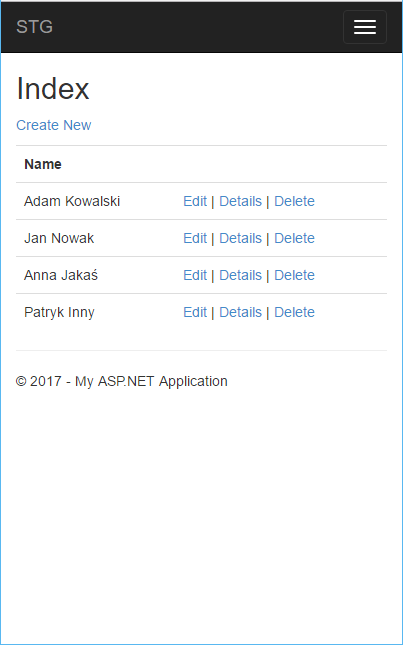 STG
Index
Create New
Name
Adam Kowalski Edit | Details | Delete
Jan Nowak Edit | Details | Delete
Anna Jakaś Edit | Details | Delete
Patryk Inny Edit | Details | Delete
© 2017 - My ASP.NET Application